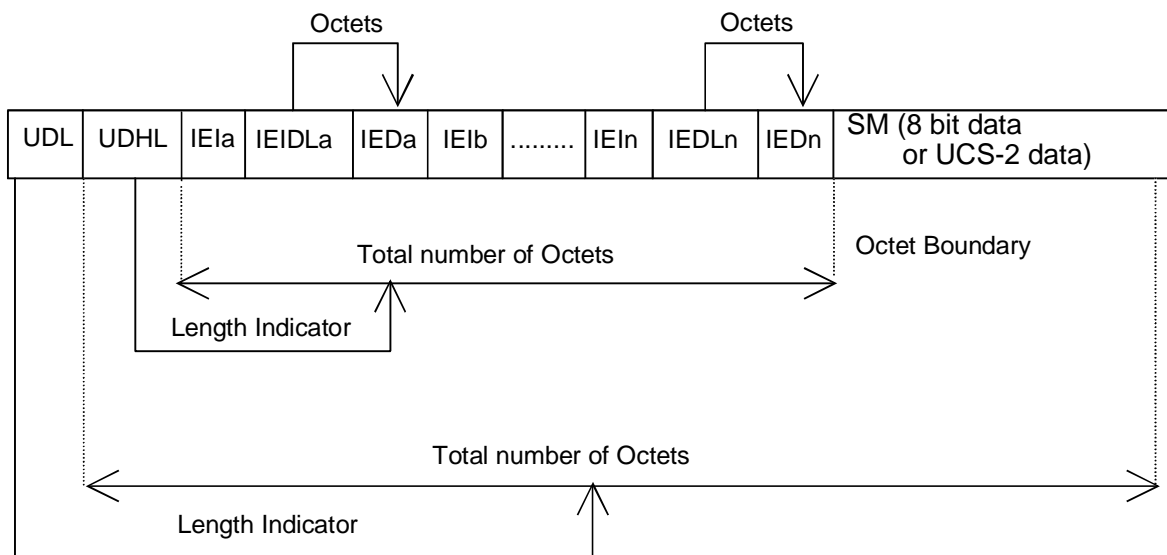 Octets Octets
UDL UDHL IEIa IEIDLa IEDa IEIb ......... IEIn IEDLn IEDn SM (8 bit data
or UCS-2 data)
Total number of Octets Octet Boundary
Length Indicator
Total number of Octets
Length Indicator